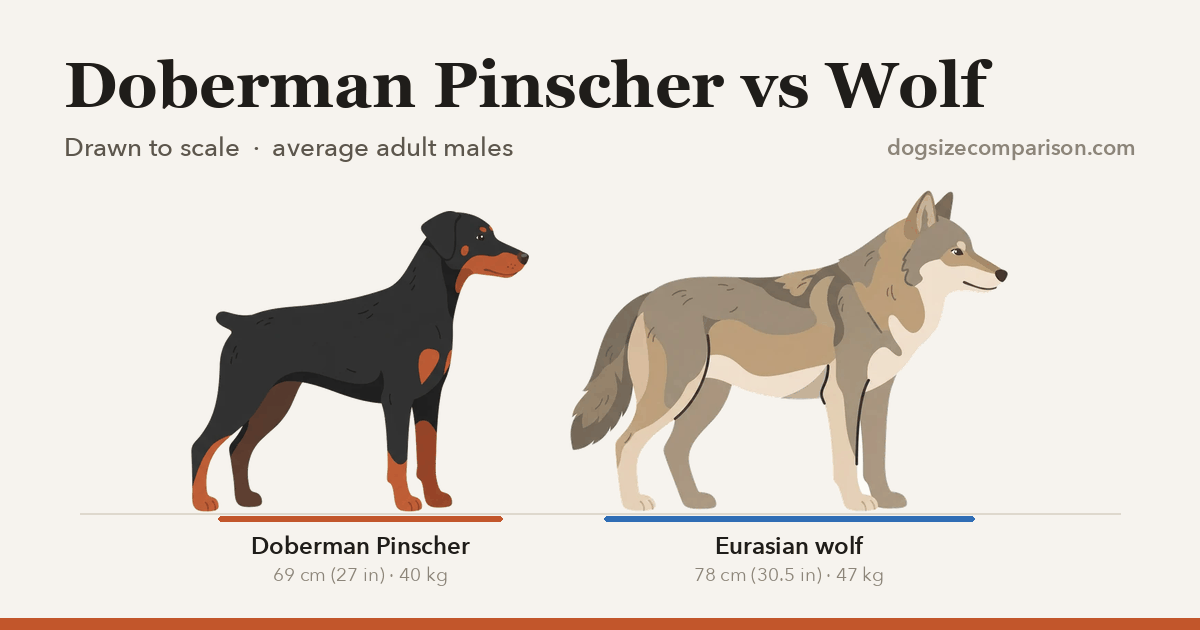 Doberman Pinscher vs Wolf
Drawn to scale · average adult males
dogsizecomparison.com
Doberman Pinscher
69 cm (27 in) · 40 kg
Eurasian wolf
78 cm (30.5 in) · 47 kg